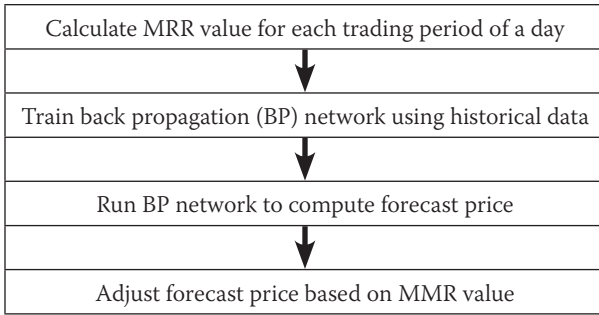 Calculate MRR value for each trading period of a day
Train back propagation (BP) network using historical data
Run BP network to compute forecast price
Adjust forecast price based on MMR value